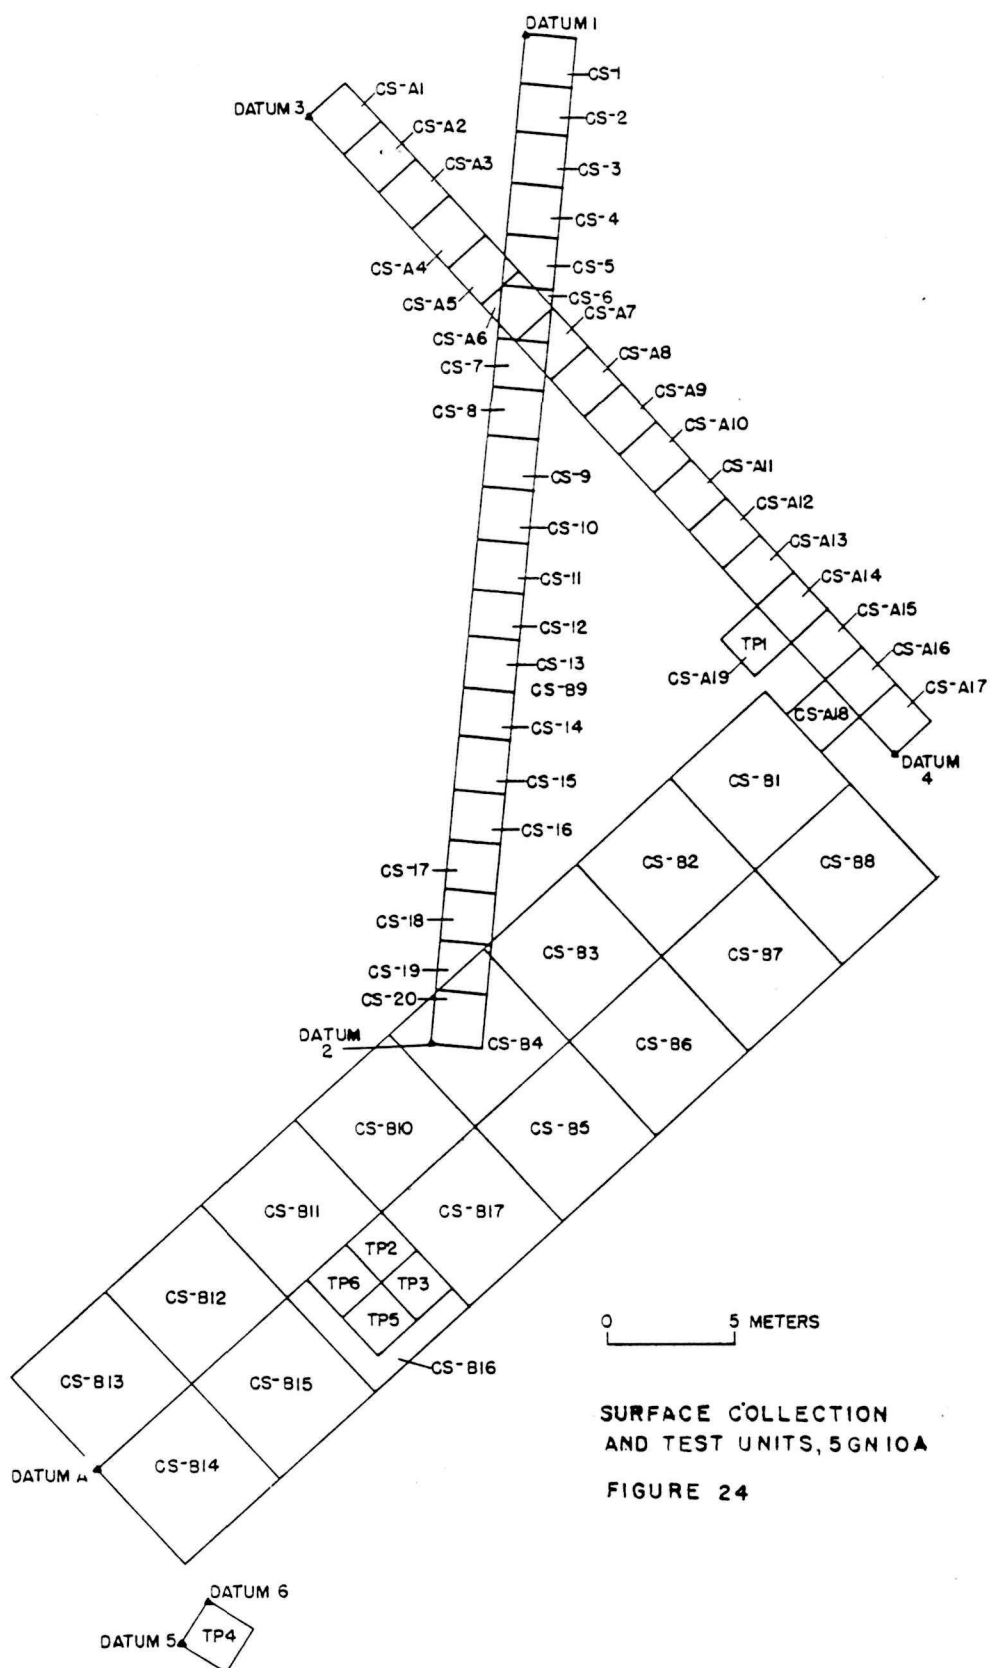 DATUM 1
CS-1
CS-A1
DATUM 3
CS-2
CS-A2
CS-A3
CS-3
CS-4
CS-A4
CS-5
CS-A5
CS-6
CS-A7
CS-A6
CS-7
CS-A8
CS-A9
CS-8
CS-A10
CS-A11
CS-9
CS-A12
CS-10
CS-A13
CS-11
CS-A14
CS-A15
CS-12
TP1
CS-A16
CS-13
CS-A19
CS-A17
CS-B9
CS-A18
CS-14
DATUM
4
CS-15
CS-B1
CS-16
CS-B2
CS-B8
CS-17
CS-18
CS-B3
CS-B7
CS-19
CS-20
DATUM
2
CS-B4
CS-B6
CS-B10
CS-B5
CS-B11
CS-B17
TP2
TP6
TP3
CS-B12
TP5
0
5 METERS
CS-B16
CS-B13
CS-B15
SURFACE COLLECTION
AND TEST UNITS, 5GN10A
CS-B14
DATUM A
FIGURE 24
DATUM 6
DATUM 5
TP4